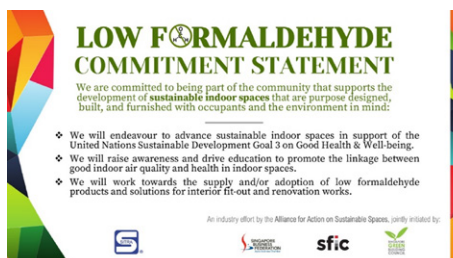 LOW FORMALDEHYDE
COMMITMENT STATEMENT
We are committed to being part of the community that supports the
development of sustainable indoor spaces that are purpose designed,
built, and furnished with occupants and the environment in mind:
❖ We will endeavour to advance sustainable indoor spaces in support of the
United Nations Sustainable Development Goal 3 on Good Health & Well-being.
❖ We will raise awareness and drive education to promote the linkage between
good indoor air quality and health in indoor spaces.
❖ We will work towards the supply and/or adoption of low formaldehyde
products and solutions for interior fit-out and renovation works.
An industry effort by the Alliance for Action on Sustainable Spaces, jointly initiated by:
SINGAPORE
BUSINESS
FEDERATION
sfic
GREEN